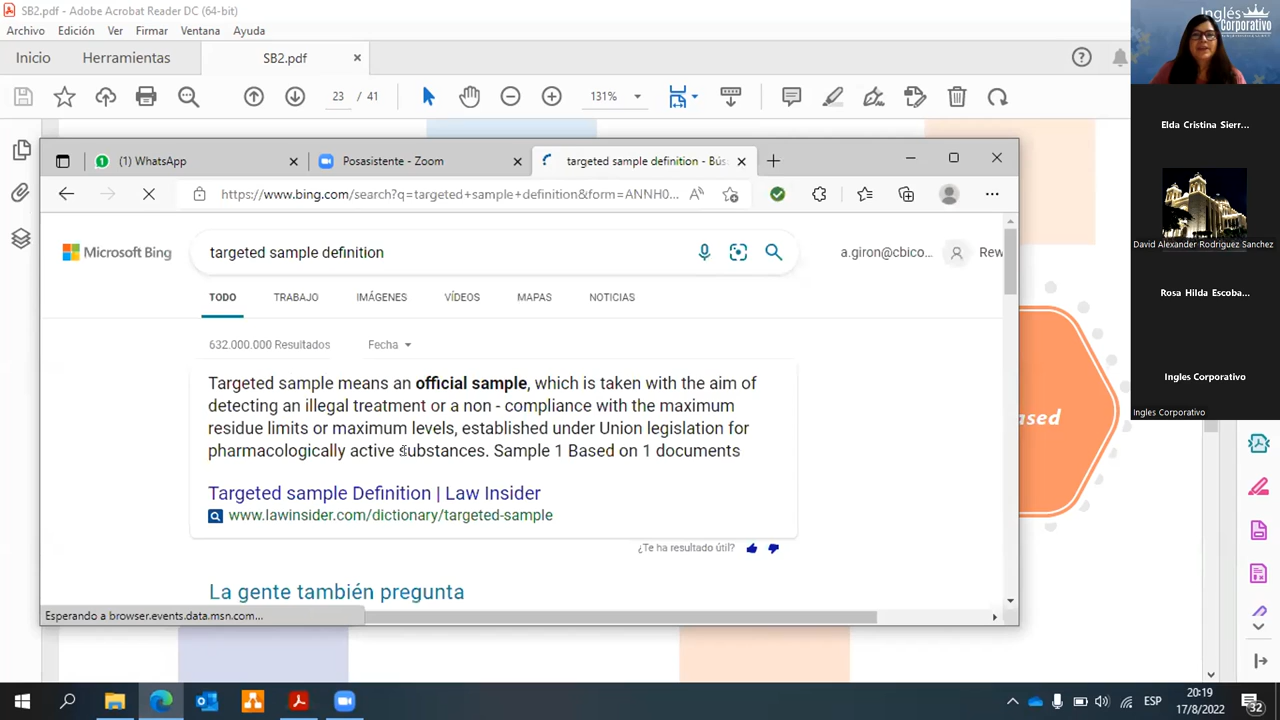 SB2.pdf - Adobe Acrobat Reader DC (64-bit)
Archivo Edición Ver Firmar Ventana Ayuda
Inicio Herramientas SB2.pdf
23 / 41 131%
(1) WhatsApp Posasistente - Zoom targeted sample definition - Bús
https://www.bing.com/search?q=targeted+sample+definition&form=ANNH0...
Microsoft Bing targeted sample definition a.giron@cbico... Rew
TODO TRABAJO IMÁGENES VÍDEOS MAPAS NOTICIAS
632.000.000 Resultados Fecha
Targeted sample means an official sample, which is taken with the aim of
detecting an illegal treatment or a non - compliance with the maximum
residue limits or maximum levels, established under Union legislation for
pharmacologically active substances. Sample 1 Based on 1 documents
Targeted sample Definition | Law Insider
www.lawinsider.com/dictionary/targeted-sample
¿Te ha resultado útil?
La gente también pregunta
Esperando a browser.events.data.msn.com...
ased
Inglés
Corporativo
Elda Cristina Sierr...
David Alexander Rodriguez Sanchez
Rosa Hilda Escoba...
Ingles Corporativo
Ingles Corporativo
ESP
20:19
17/8/2022
32